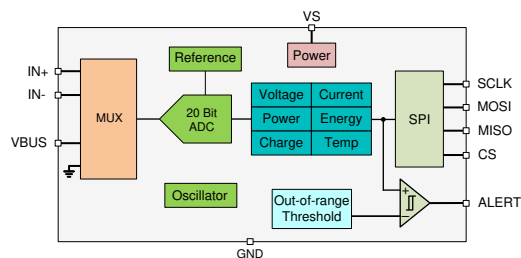 VS
Reference
Power
IN+
IN-
VBUS
MUX
20 Bit
ADC
Voltage
Current
Power
Energy
Charge
Temp
SPI
SCLK
MOSI
MISO
CS
Oscillator
Out-of-range
Threshold
+
−
ALERT
GND